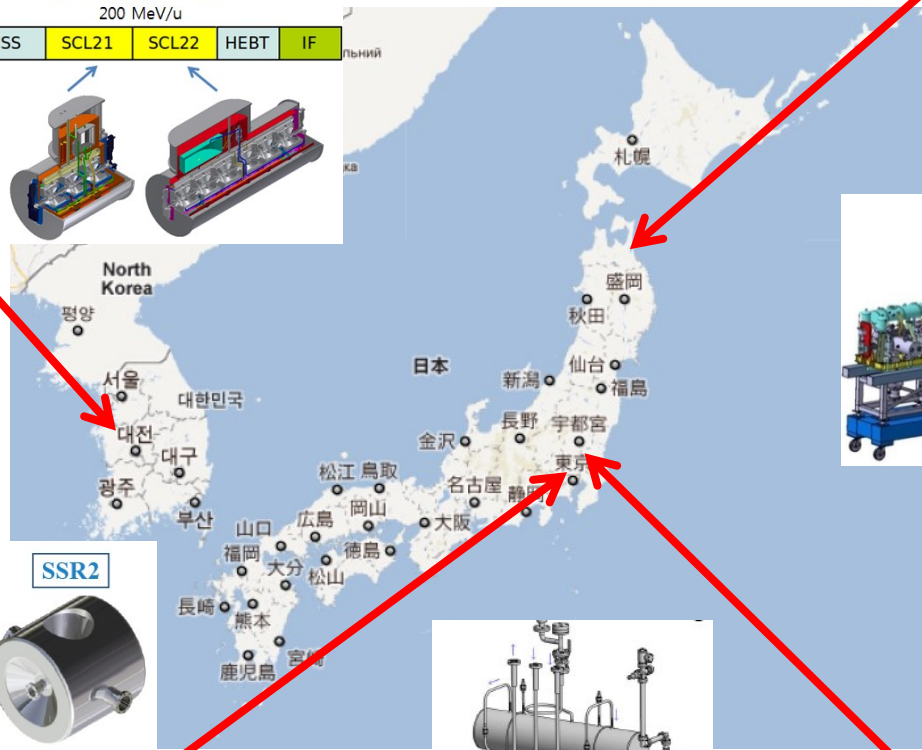 200 MeV/u
SS SCL21 SCL22 HEBT IF
льний
ка
札幌
North
Korea
평양
盛岡
秋田
서울
대한민국
日本
新潟
仙台
福島
대전
대구
金沢
長野
宇都宮
東京
광주
부산
松江 鳥取
名古屋
静岡
山口
広島
岡山
大阪
福岡
大分
松山
徳島
SSR2
長崎
熊本
鹿児島
宮崎